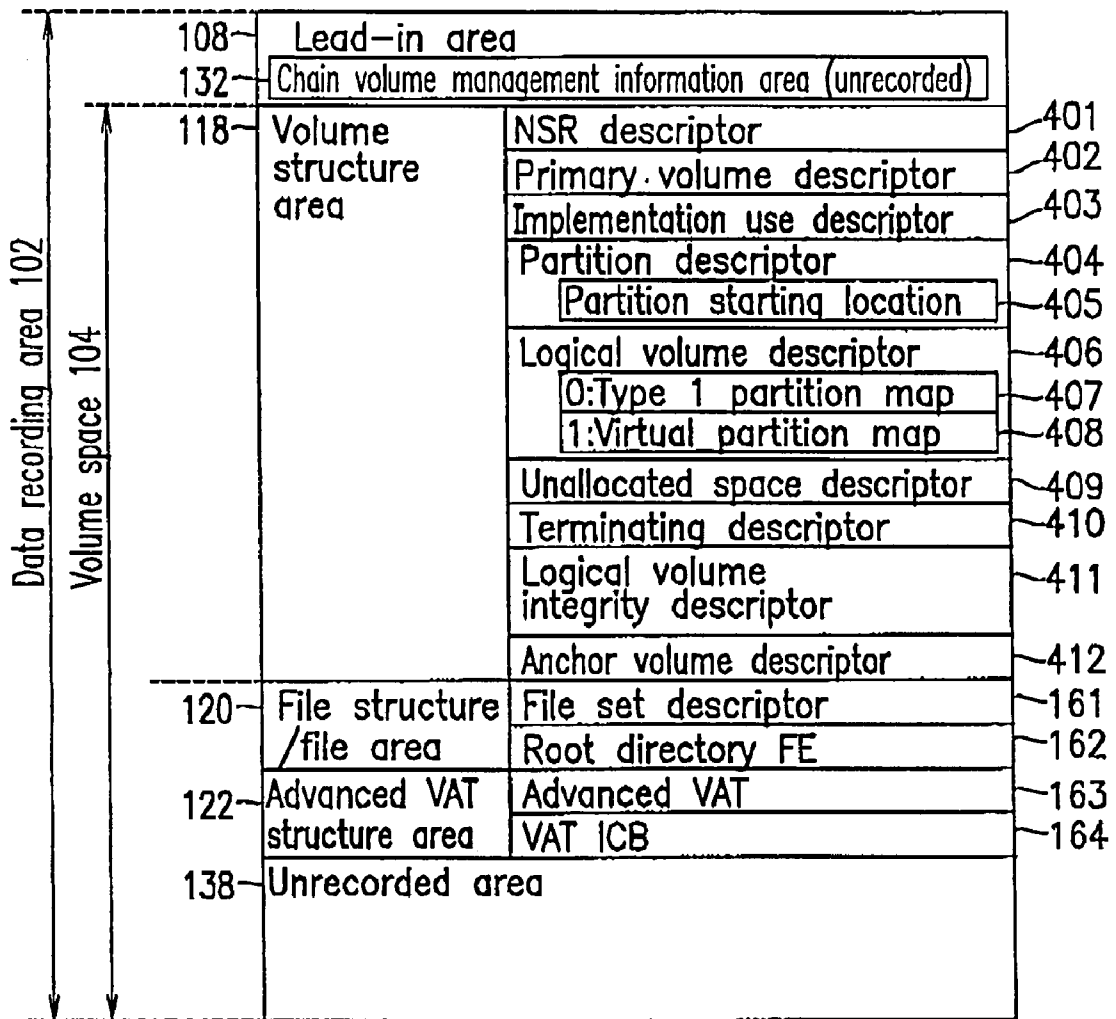 108 Lead-in area
132 Chain volume management information area (unrecorded)
118 Volume structure area
NSR descriptor 401
Primary volume descriptor 402
Implementation use descriptor 403
Partition descriptor 404
Partition starting location 405
Logical volume descriptor 406
0:Type 1 partition map 407
1:Virtual partition map 408
Unallocated space descriptor 409
Terminating descriptor 410
Logical volume
integrity descriptor 411
Anchor volume descriptor 412
120 File structure
/file area
File set descriptor 161
Root directory FE 162
122 Advanced VAT
structure area
Advanced VAT 163
VAT ICB 164
138 Unrecorded area
Data recording area 102
Volume space 104